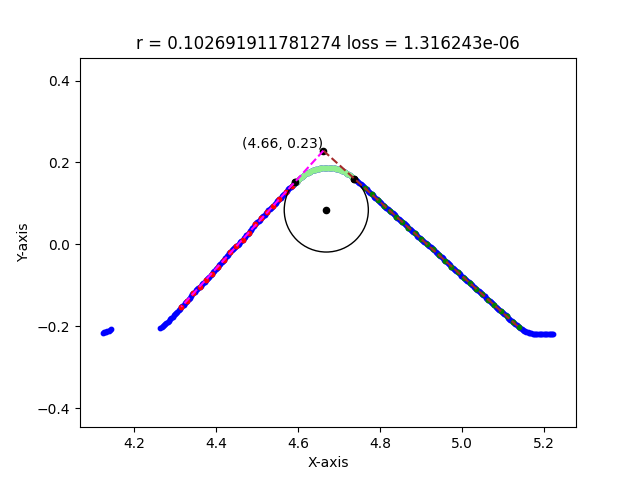 r = 0.102691911781274 loss = 1.316243e-06
Y-axis
0.4
0.2
0.0
−0.2
−0.4
(4.66, 0.23)
4.2 4.4 4.6 4.8 5.0 5.2
X-axis